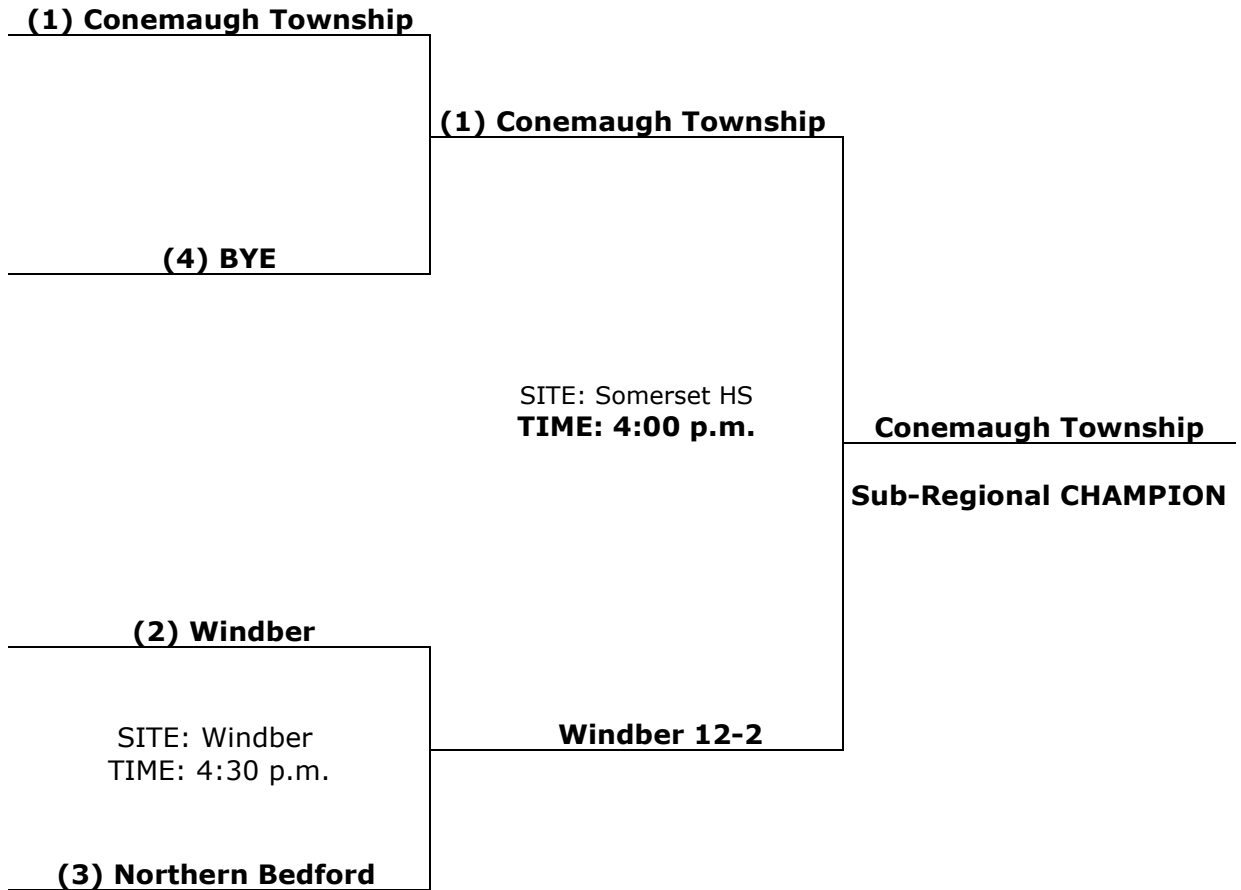 (1) Conemaugh Township
(1) Conemaugh Township
(4) BYE
SITE: Somerset HS
TIME: 4:00 p.m.
Conemaugh Township
Sub-Regional CHAMPION
(2) Windber
SITE: Windber
TIME: 4:30 p.m.
Windber 12-2
(3) Northern Bedford